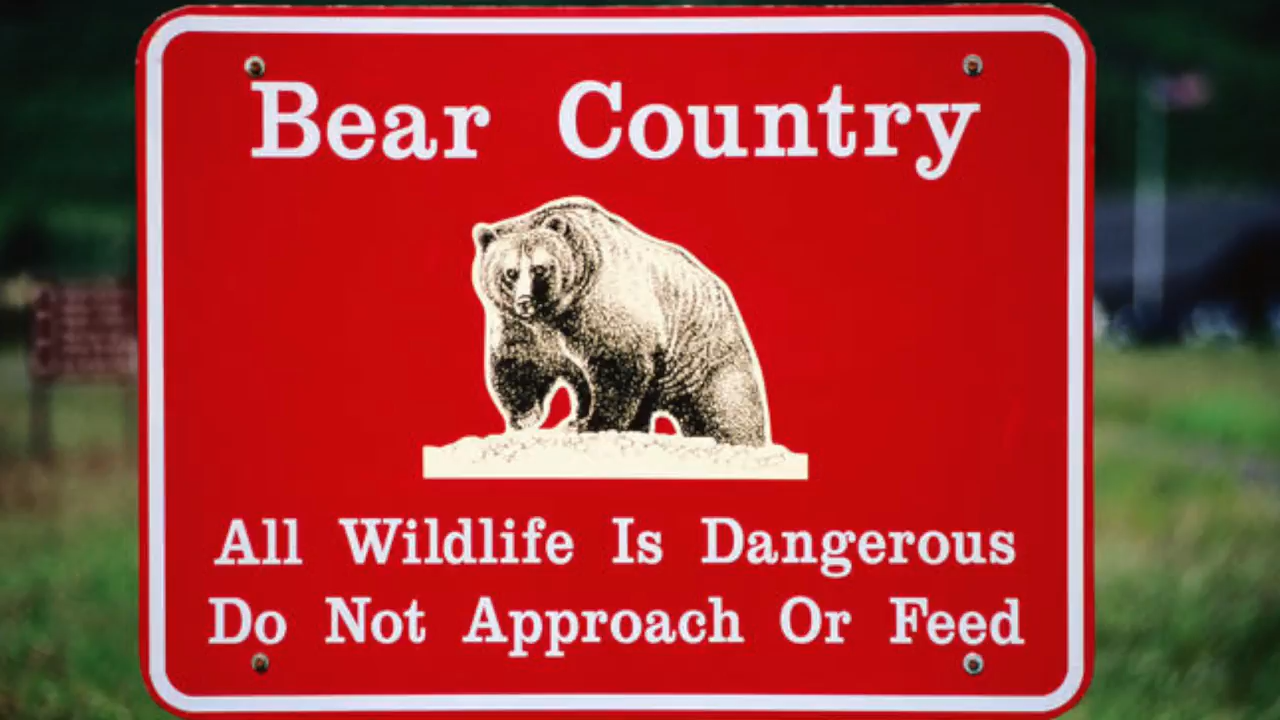 Bear Country
All Wildlife Is Dangerous
Do Not Approach Or Feed